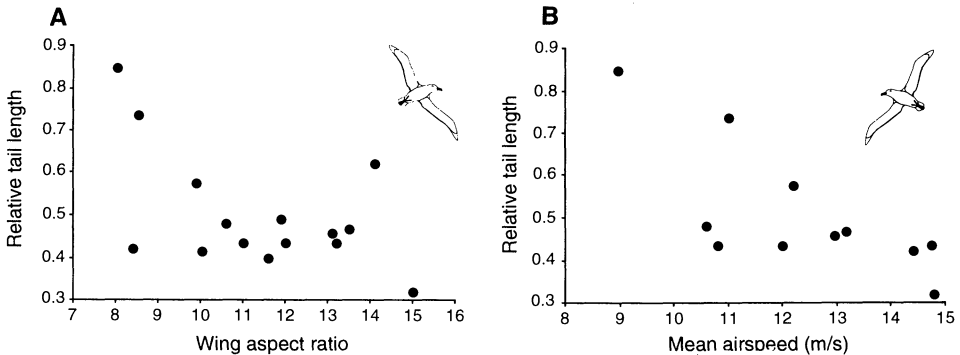 A
Relative tail length
0.9
0.8
0.7
0.6
0.5
0.4
0.3
7 8 9 10 11 12 13 14 15 16
Wing aspect ratio
B
Relative tail length
0.9
0.8
0.7
0.6
0.5
0.4
0.3
8 9 10 11 12 13 14 15
Mean airspeed (m/s)